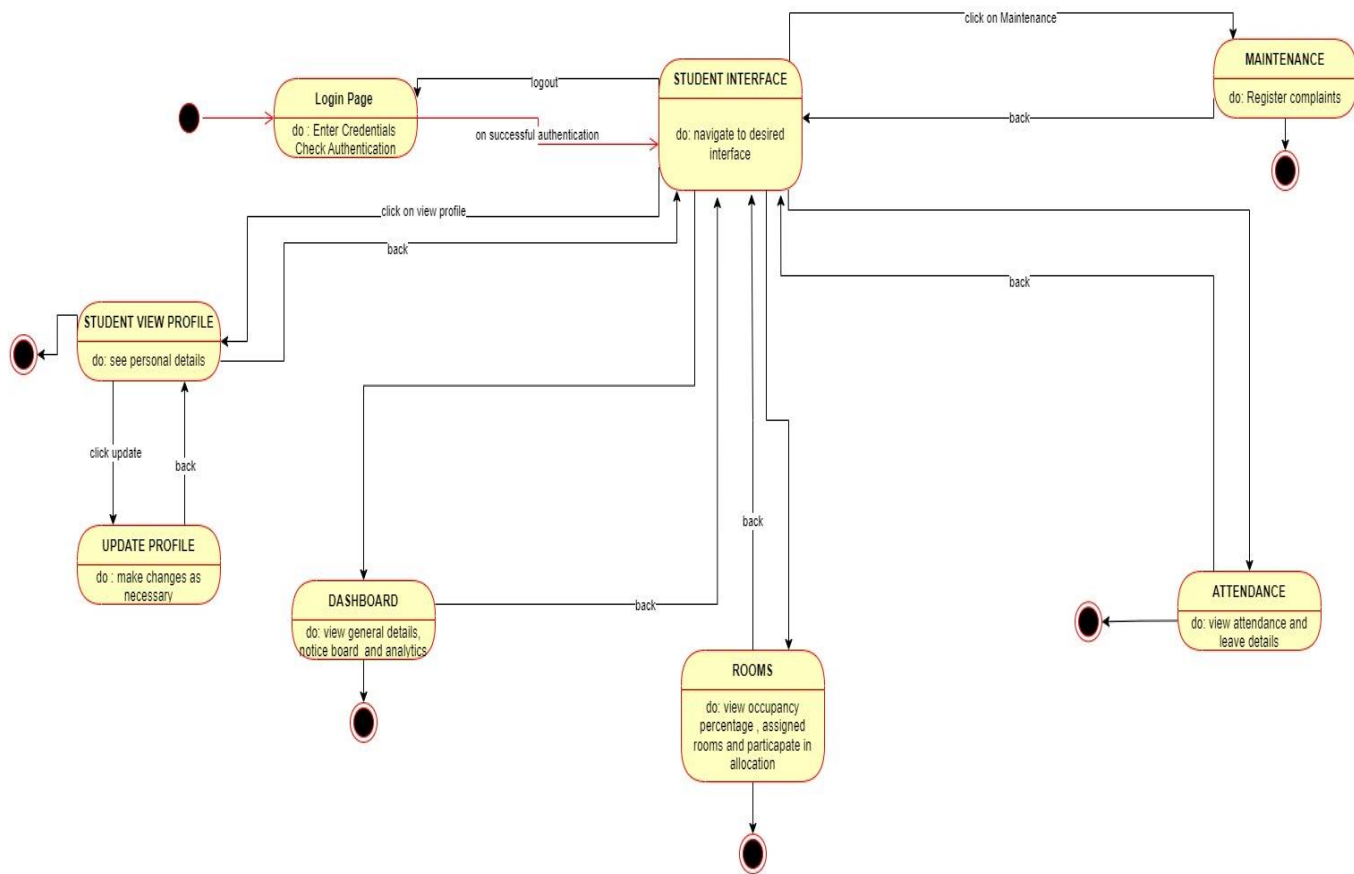 click on Maintenance
STUDENT INTERFACE
do: navigate to desired
interface
MAINTENANCE
do: Register complaints
logout
Login Page
do : Enter Credentials
Check Authentication
on successful authentication
back
click on view profile
back
back
STUDENT VIEW PROFILE
do: see personal details
click update
back
UPDATE PROFILE
do : make changes as
necessary
back
DASHBOARD
do: view general details,
notice board and analytics
back
ATTENDANCE
do: view attendance and
leave details
ROOMS
do: view occupancy
percentage , assigned
rooms and particapate in
allocation